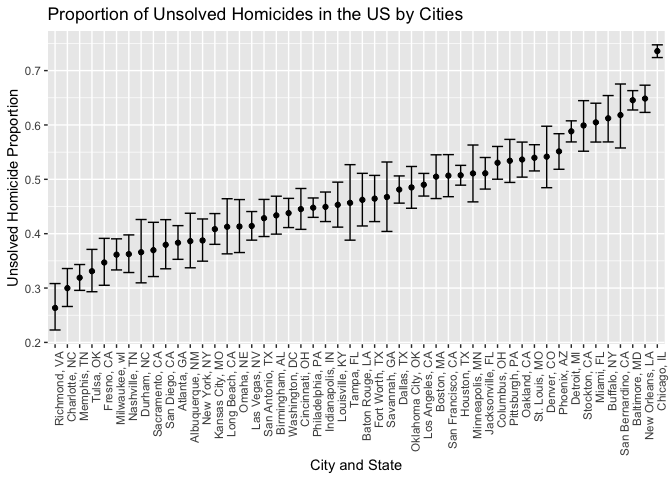 Proportion of Unsolved Homicides in the US by Cities
Unsolved Homicide Proportion
0.7
0.6
0.5
0.4
0.3
0.2
Richmond, VA
Charlotte, NC
Memphis, TN
Tulsa, OK
Fresno, CA
Milwaukee, wI
Nashville, TN
Durham, NC
Sacramento, CA
San Diego, CA
Atlanta, GA
Albuquerque, NM
New York, NY
Kansas City, MO
Long Beach, CA
Omaha, NE
Las Vegas, NV
San Antonio, TX
Birmingham, AL
Washington, DC
Cincinnati, OH
Philadelphia, PA
Indianapolis, IN
Louisville, KY
Tampa, FL
Baton Rouge, LA
Fort Worth, TX
Savannah, GA
Dallas, TX
Oklahoma City, OK
Los Angeles, CA
Boston, MA
San Francisco, CA
Houston, TX
Minneapolis, MN
Jacksonville, FL
Columbus, OH
Pittsburgh, PA
Oakland, CA
St. Louis, MO
Denver, CO
Phoenix, AZ
Detroit, MI
Stockton, CA
Miami, FL
Buffalo, NY
San Bernardino, CA
Baltimore, MD
New Orleans, LA
Chicago, IL
City and State